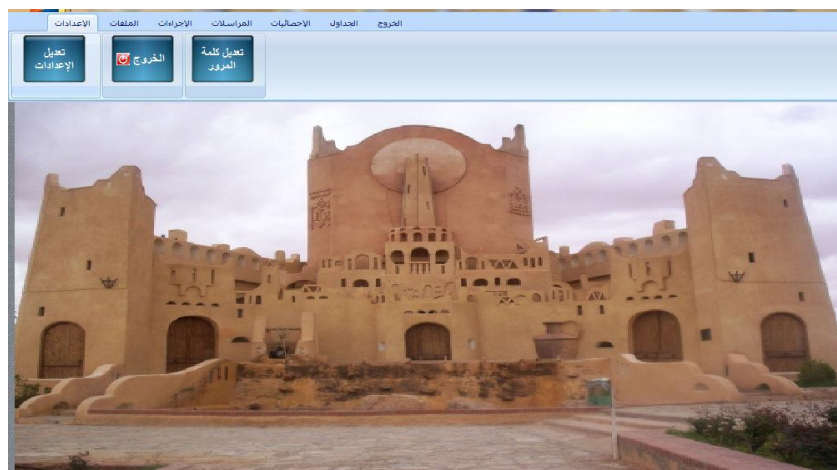 الإعدادات الملفات الإجراءات المراسلات الإحصائيات الجداول الخروج
تعديل
الإعدادات
الخروج
تعديل كلمة
المرور